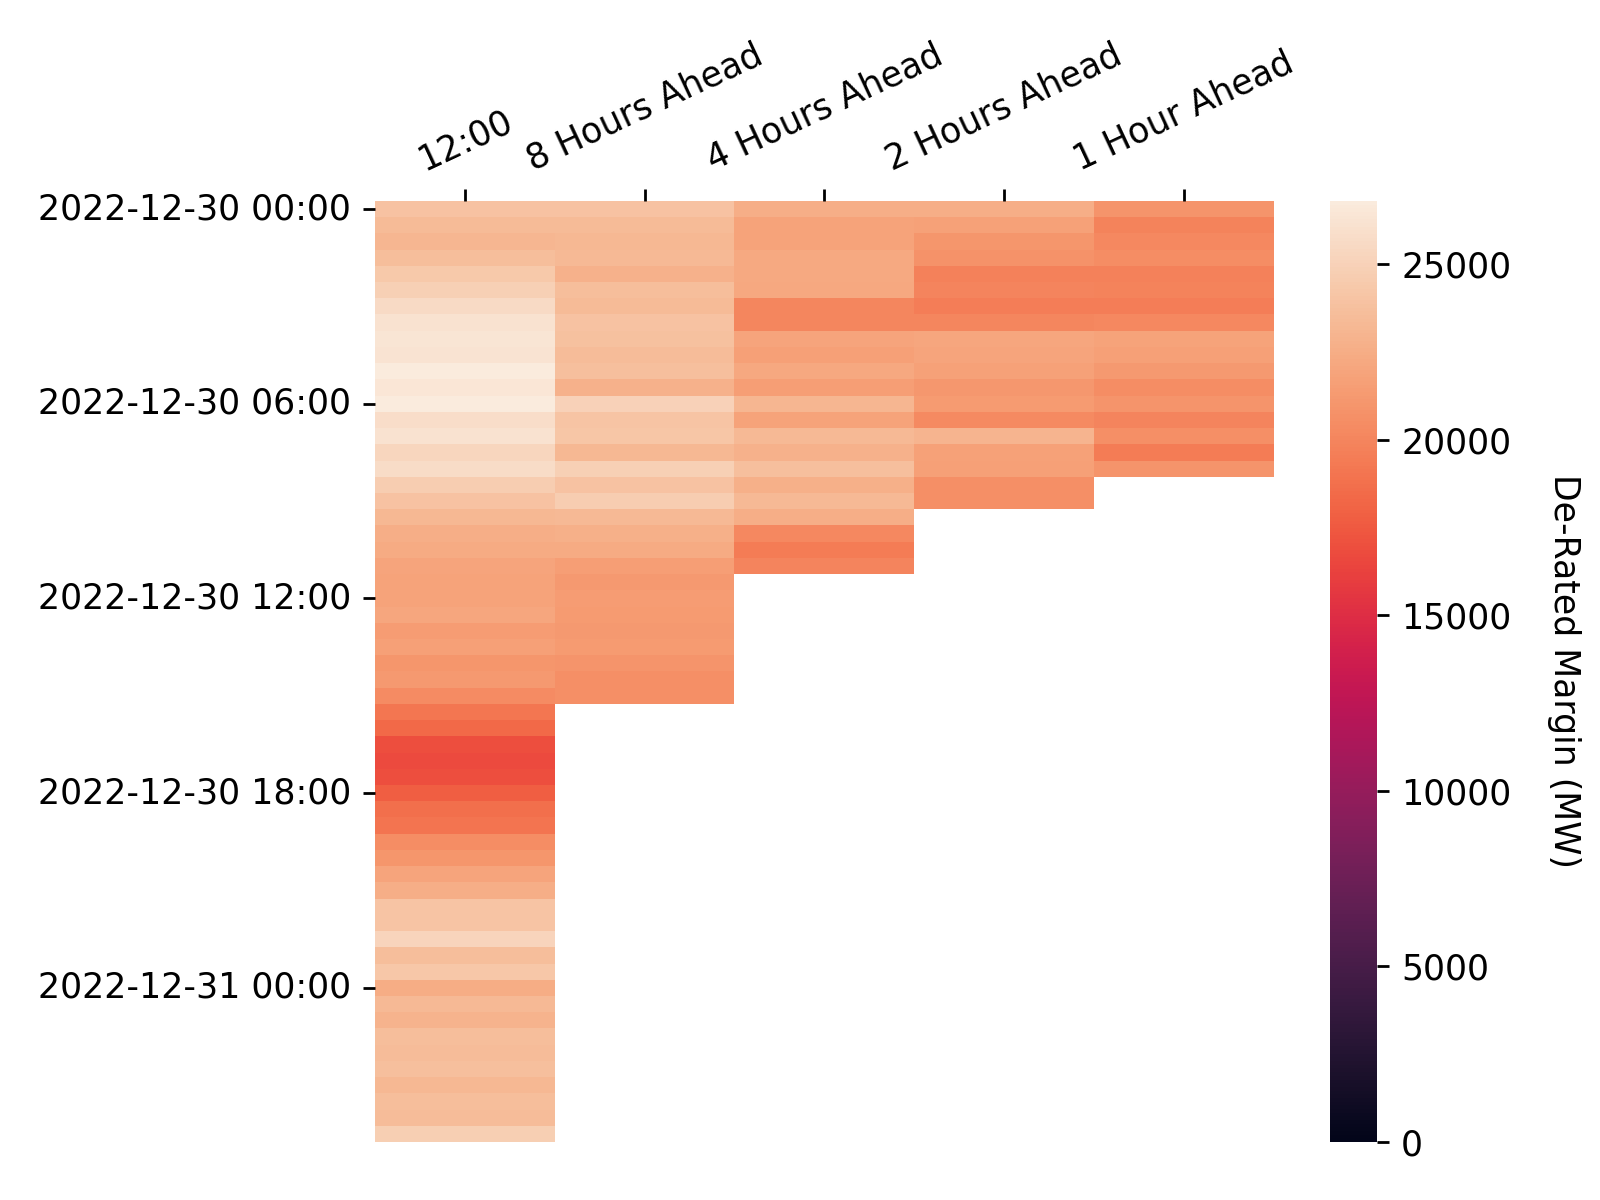 12:00
8 Hours Ahead
4 Hours Ahead
2 Hours Ahead
1 Hour Ahead
2022-12-30 00:00
2022-12-30 06:00
2022-12-30 12:00
2022-12-30 18:00
2022-12-31 00:00
25000
20000
15000
10000
5000
0
De-Rated Margin (MW)